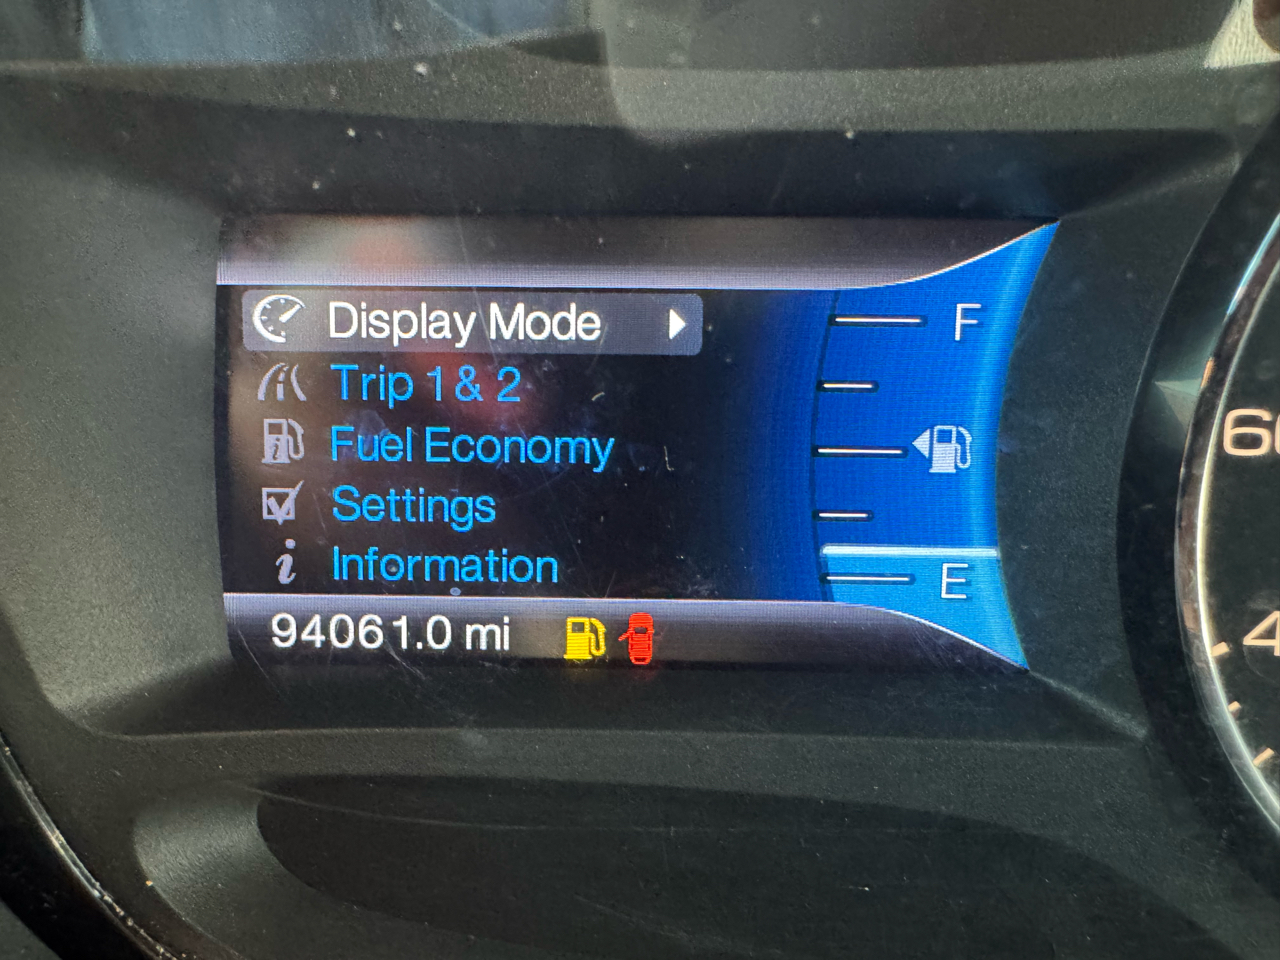 Display Mode
Trip 1 & 2
Fuel Economy
Settings
Information
94061.0 mi
F
E